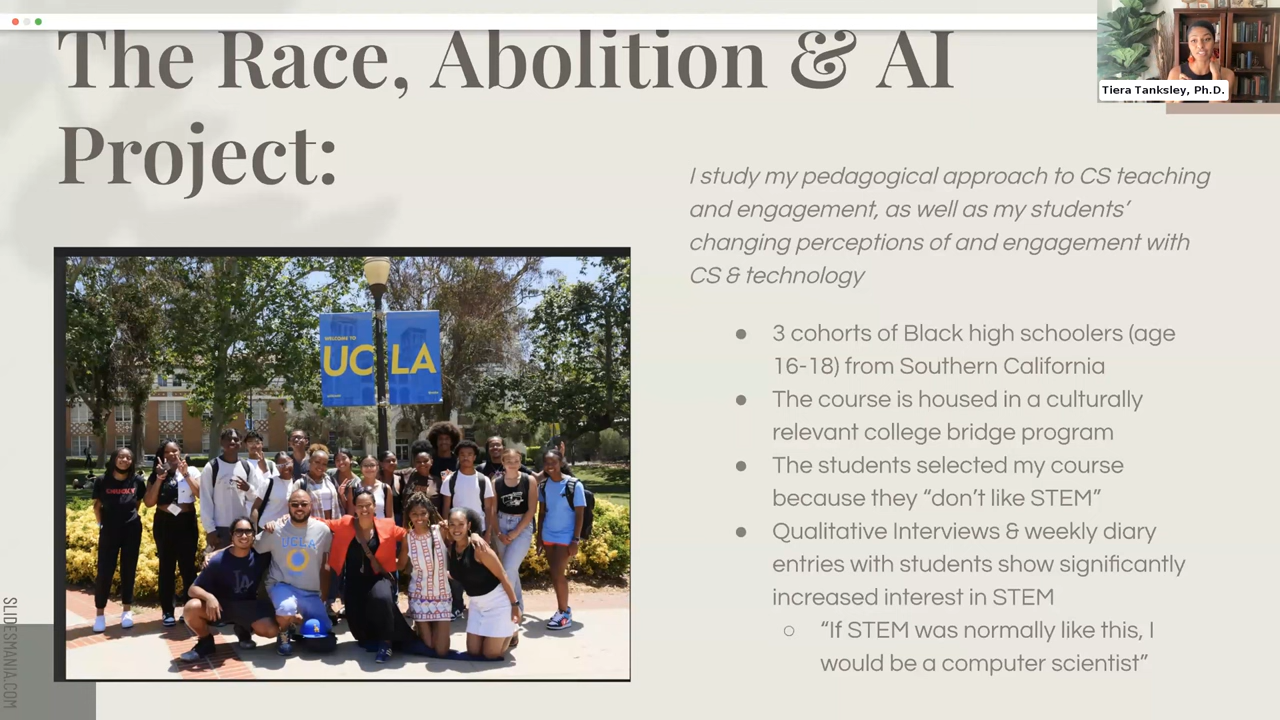 The Race, Abolition & AI
Project:
Tiera Tanksley, Ph.D.
I study my pedagogical approach to CS teaching
and engagement, as well as my students’
changing perceptions of and engagement with
CS & technology
● 3 cohorts of Black high schoolers (age
16-18) from Southern California
● The course is housed in a culturally
relevant college bridge program
● The students selected my course
because they “don’t like STEM”
● Qualitative Interviews & weekly diary
entries with students show significantly
increased interest in STEM
○ “If STEM was normally like this, I
would be a computer scientist”
WELCOME TO
UCLA
UCLA
LA
SLIDESMANIA.COM